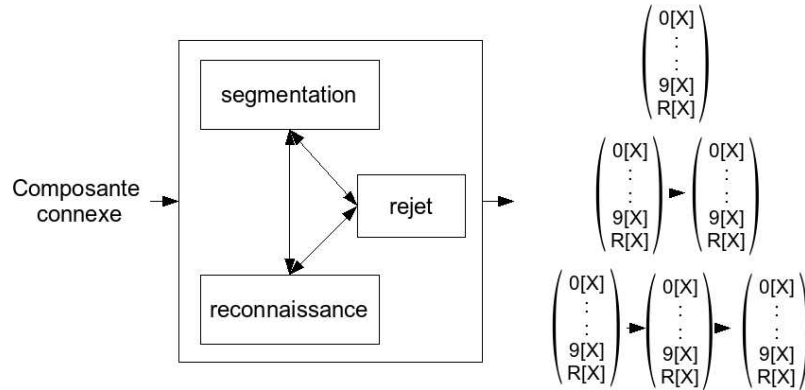 segmentation
Composante
connexe
rejet
reconnaissance
0[X]
.
.
9[X]
R[X]
0[X] 0[X]
. .
. .
9[X] 9[X]
R[X] R[X]
0[X] 0[X] 0[X]
. . .
. . .
9[X] 9[X] 9[X]
R[X] R[X] R[X]